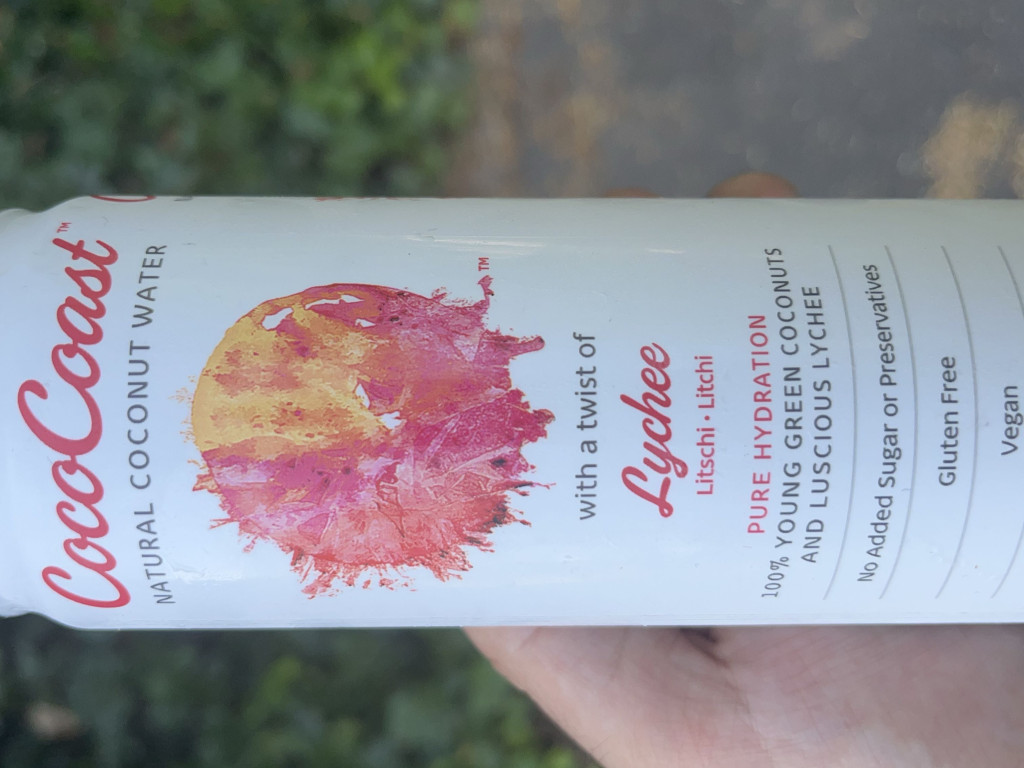 CocoCoast™
NATURAL COCONUT WATER
TM
with a twist of
Lychee
Litschi • Litchi
PURE HYDRATION
100% YOUNG GREEN COCONUTS
AND LUSCIOUS LYCHEE
No Added Sugar or Preservatives
Gluten Free
Vegan